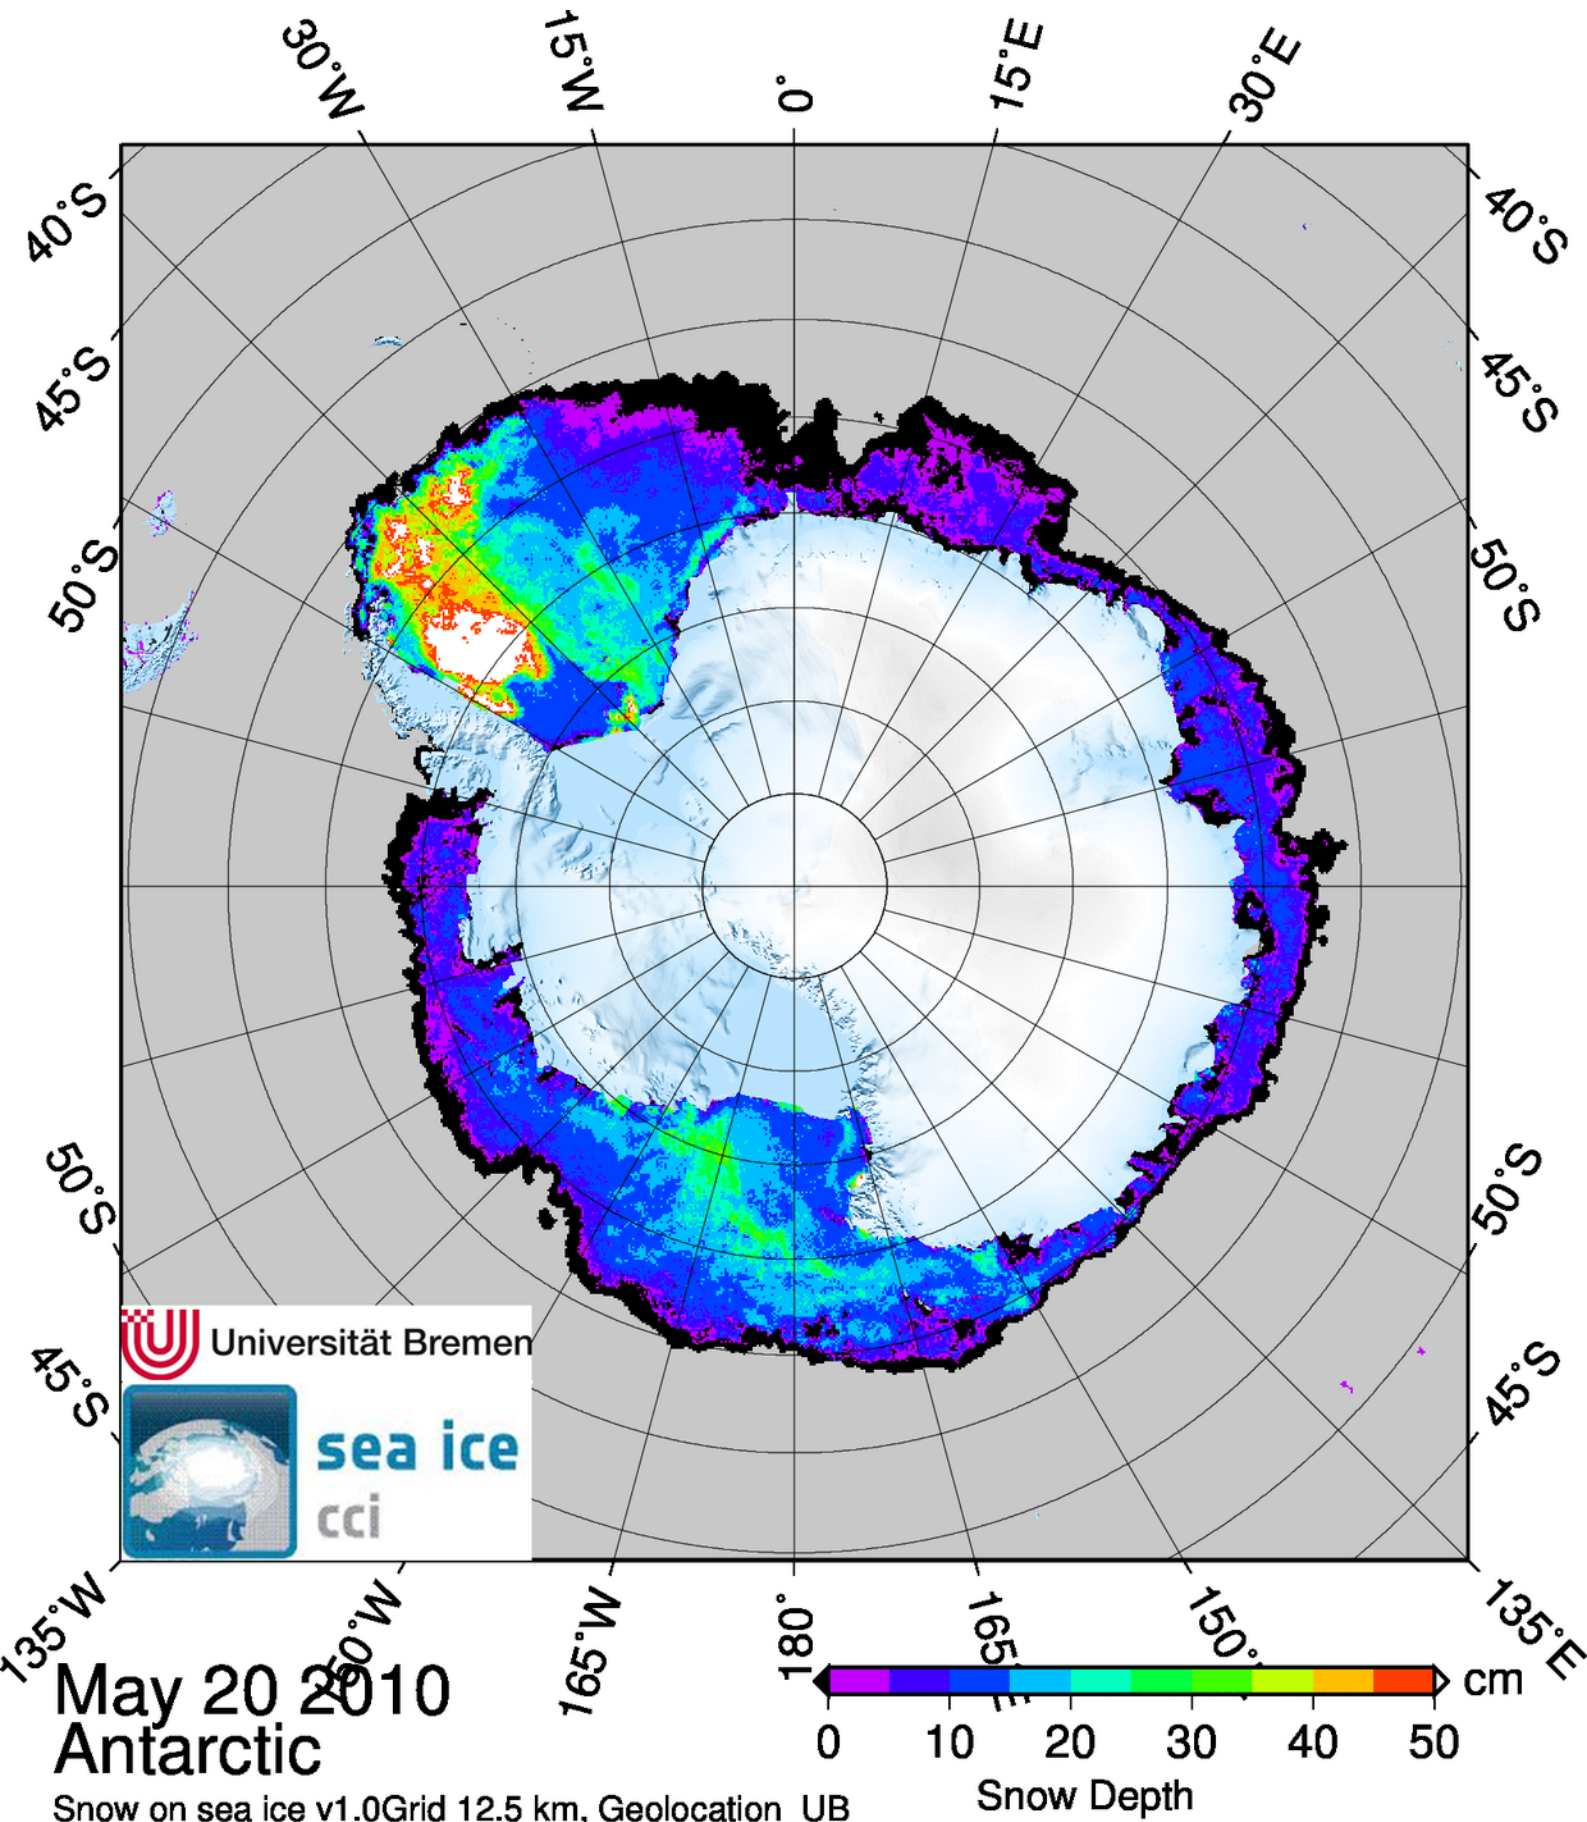 30°W
15°W
0°
15°E
30°E
40°S
40°S
45°S
45°S
50°S
50°S
50°S
50°S
45°S
45°S
Universität Bremen
sea ice
cci
135°W
165°W
180°
135°E
May 20 2010
Antarctic
Snow on sea ice v1.0Grid 12.5 km, Geolocation UB
cm
0 10 20 30 40 50
Snow Depth